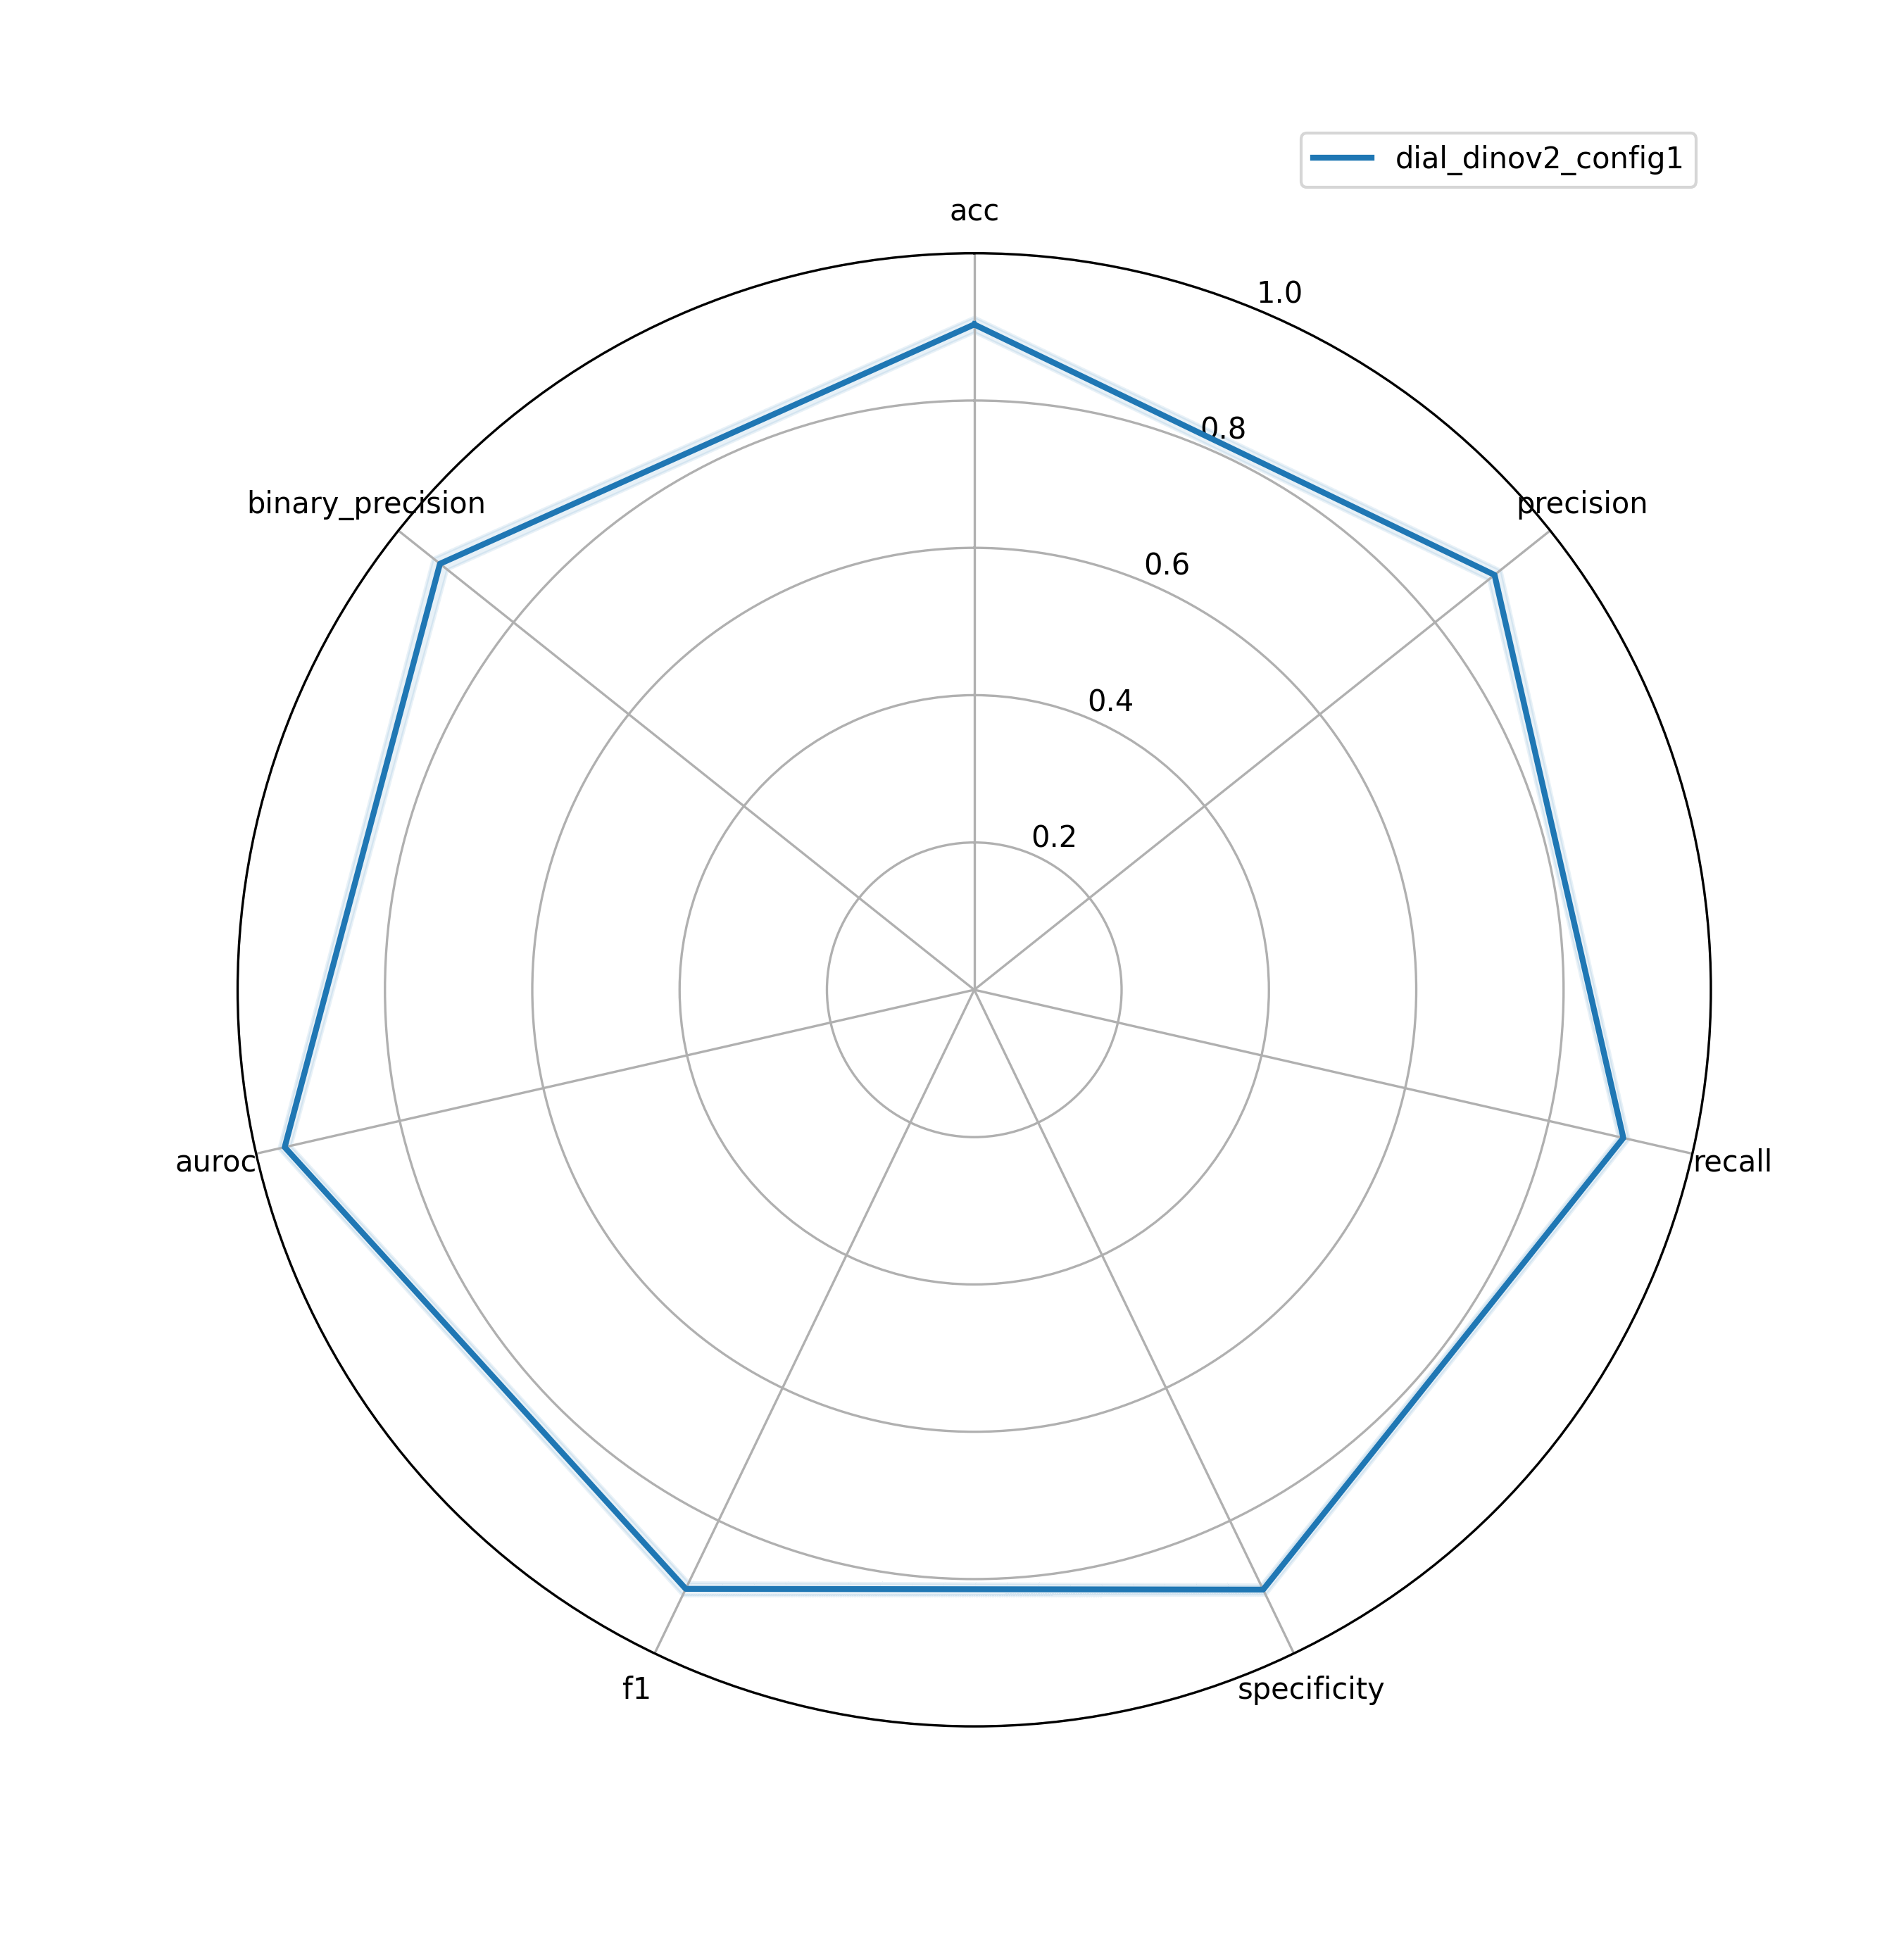 dial_dinov2_config1
acc
1.0
0.8
binary_precision
precision
0.6
0.4
0.2
auroc
recall
f1
specificity